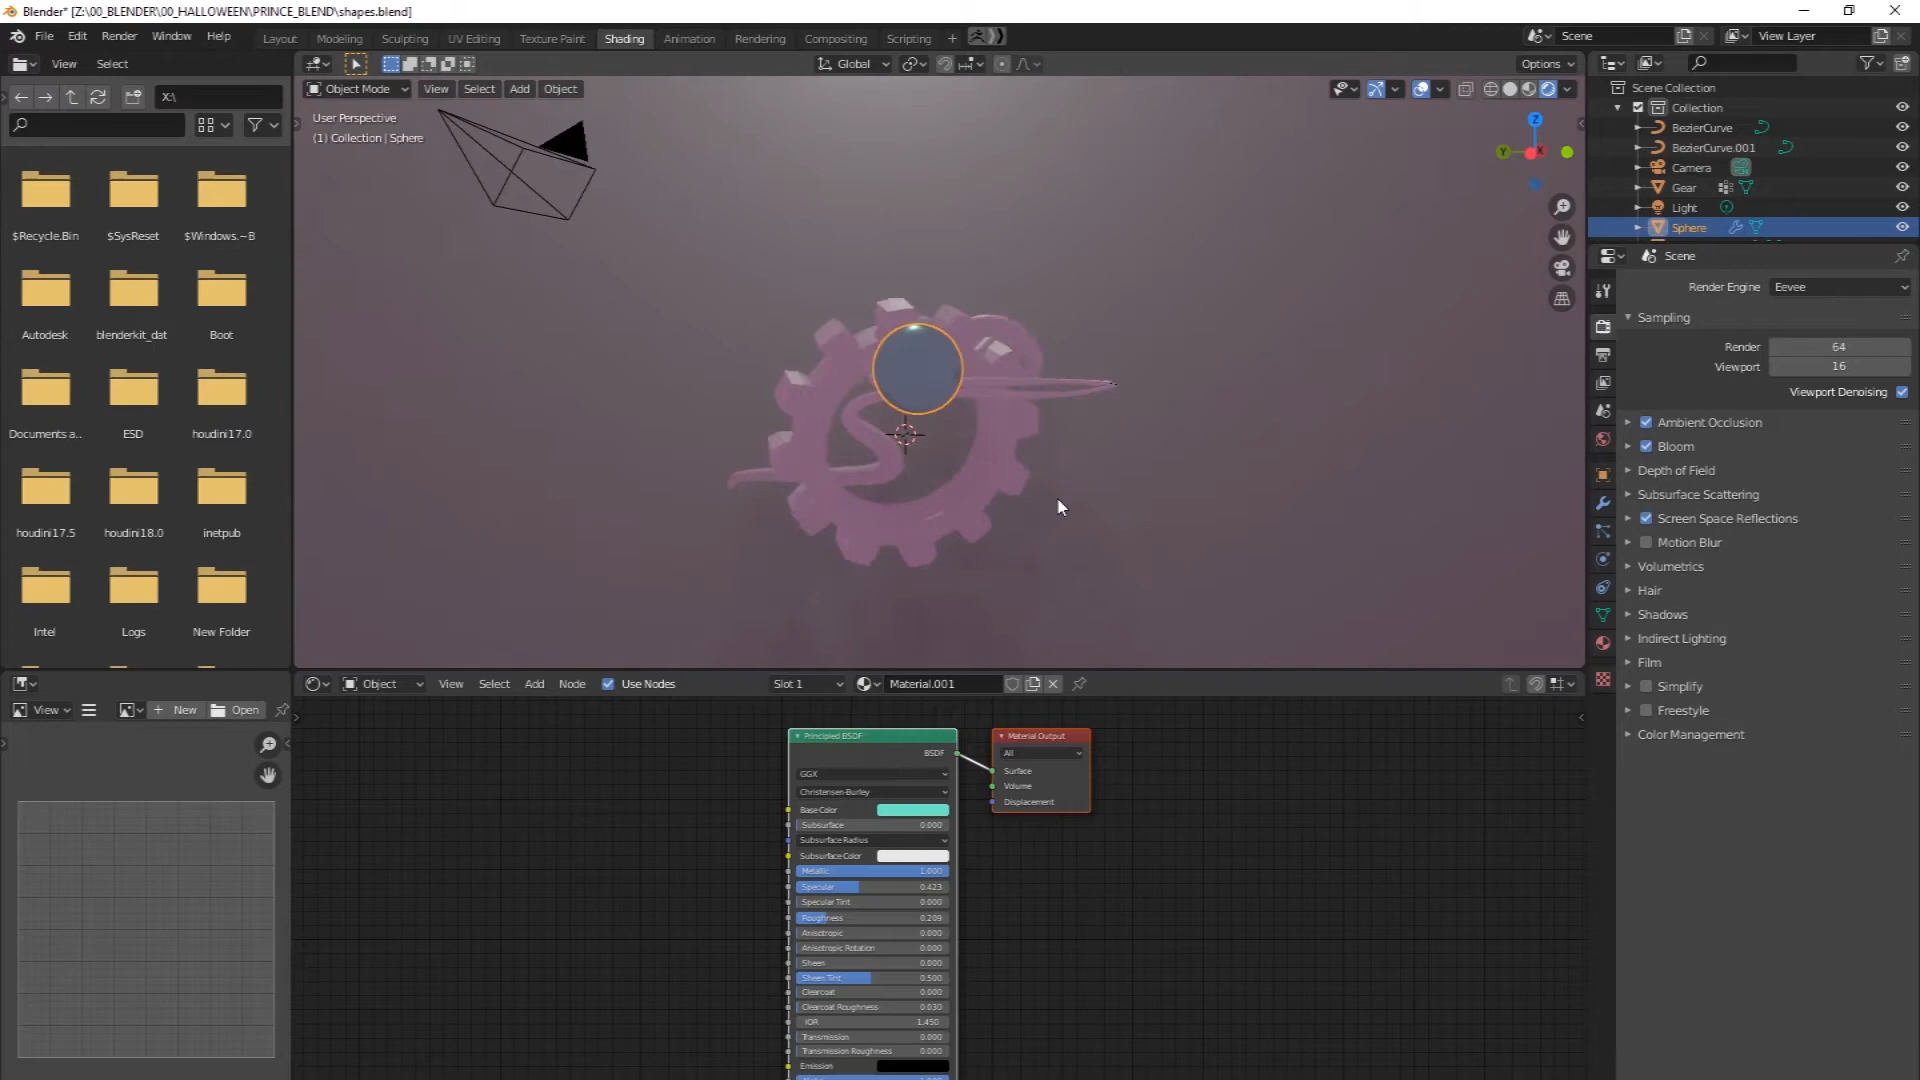 Blender* [Z:\00_BLENDER\00_HALLOWEEN\PRINCE_BLEND\shapes.blend]
File Edit Render Window Help
Layout Modeling Sculpting UV Editing Texture Paint Shading Animation Rendering Compositing Scripting
Scene
View Layer
View Select
Global
Options
X:\
Object Mode View Select Add Object
User Perspective
(1) Collection | Sphere
Z
Y
X
$Recycle.Bin $SysReset $Windows.~B
Autodesk blenderkit_dat Boot
Documents a.. ESD houdini17.0
houdini17.5 houdini18.0 inetpub
Intel Logs New Folder
Scene Collection
Collection
BezierCurve
BezierCurve.001
Camera
Gear
Light
Sphere
Scene
Render Engine Eevee
Sampling
Render 64
Viewport 16
Viewport Denoising
Ambient Occlusion
Bloom
Depth of Field
Subsurface Scattering
Screen Space Reflections
Motion Blur
Volumetrics
Hair
Shadows
Indirect Lighting
Film
Simplify
Freestyle
Color Management
View New Open
Object View Select Add Node Use Nodes Slot 1 Material.001
Principled BSDF
BSDF
GGX
Christensen-Burley
Base Color
Subsurface 0.000
Subsurface Radius
Subsurface Color
Metallic 1.000
Specular 0.423
Specular Tint 0.000
Roughness 0.209
Anisotropic 0.000
Anisotropic Rotation 0.000
Sheen 0.000
Sheen Tint 0.500
Clearcoat 0.000
Clearcoat Roughness 0.030
IOR 1.450
Transmission 0.000
Transmission Roughness 0.000
Emission
Material Output
All
Surface
Volume
Displacement